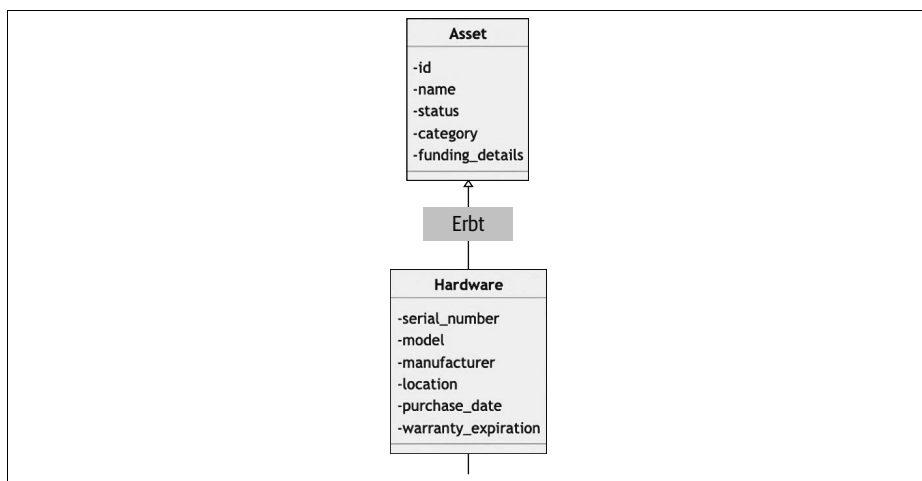 Asset
-id
-name
-status
-category
-funding_details
Erbt
Hardware
-serial_number
-model
-manufacturer
-location
-purchase_date
-warranty_expiration